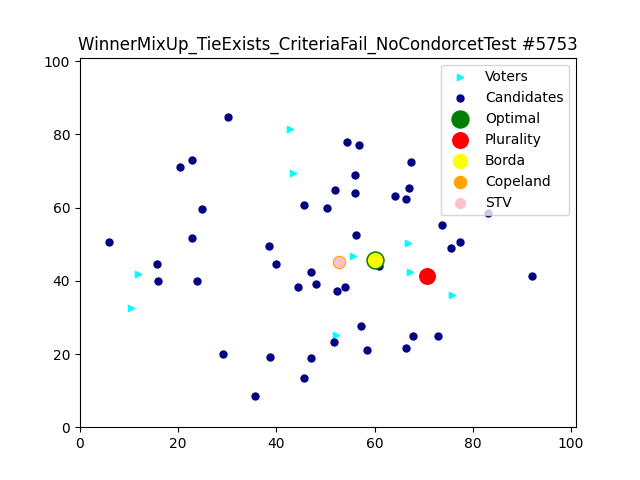 WinnerMixUp_TieExists_CriteriaFail_NoCondorcetTest #5753
Voters
Candidates
Optimal
Plurality
Borda
Copeland
STV
100
80
60
40
20
0
0 20 40 60 80 100